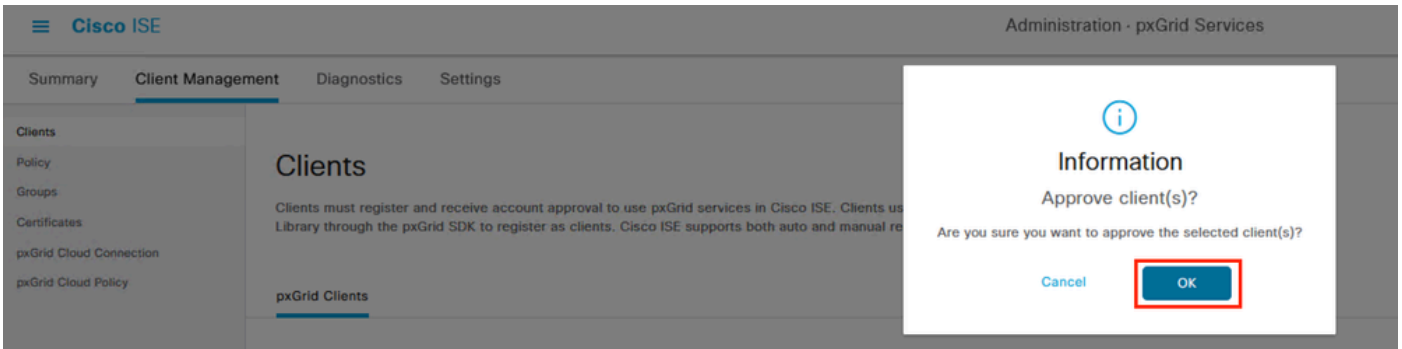 Cisco ISE
Administration · pxGrid Services
Summary Client Management Diagnostics Settings
Clients
Policy
Groups
Certificates
pxGrid Cloud Connection
pxGrid Cloud Policy
Clients
Clients must register and receive account approval to use pxGrid services in Cisco ISE. Clients us
Library through the pxGrid SDK to register as clients. Cisco ISE supports both auto and manual re
pxGrid Clients
Information
Approve client(s)?
Are you sure you want to approve the selected client(s)?
Cancel OK